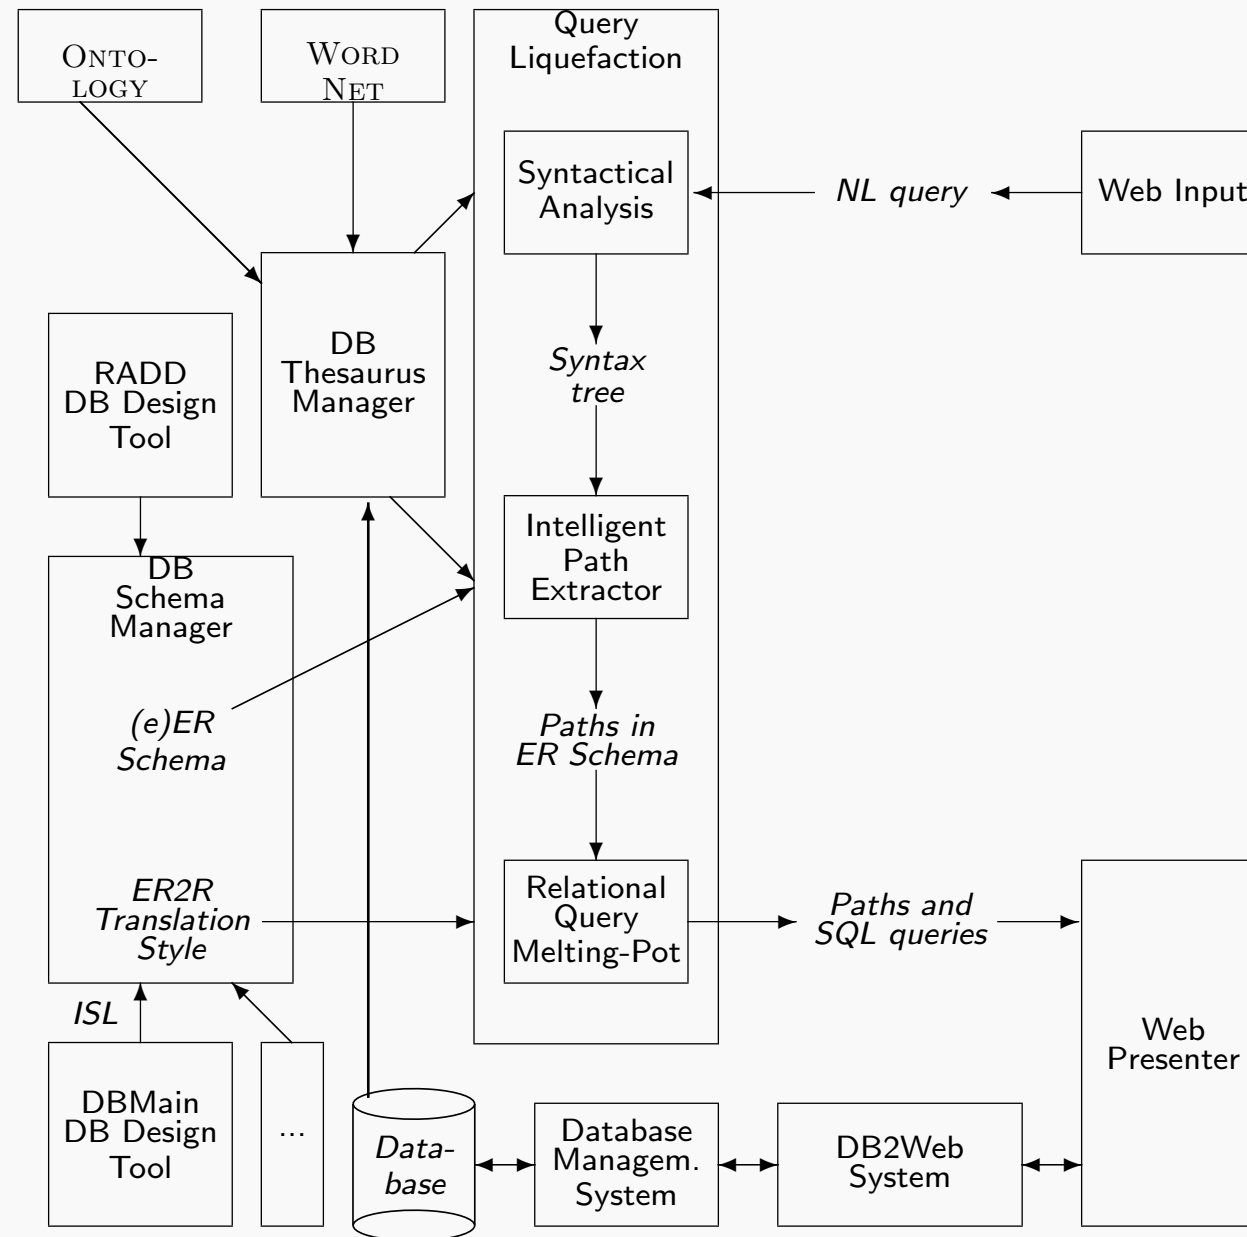 ONTO-
LOGY
WORD
NET
Query
Liquefaction
Syntactical
Analysis
NL query
Web Input
DB
Thesaurus
Manager
RADD
DB Design
Tool
Syntax
tree
Intelligent
Path
Extractor
DB
Schema
Manager
(e)ER
Schema
Paths in
ER Schema
ER2R
Translation
Style
Relational
Query
Melting-Pot
Paths and
SQL queries
ISL
Web
Presenter
DBMain
DB Design
Tool
...
Data-
base
Database
Managem.
System
DB2Web
System